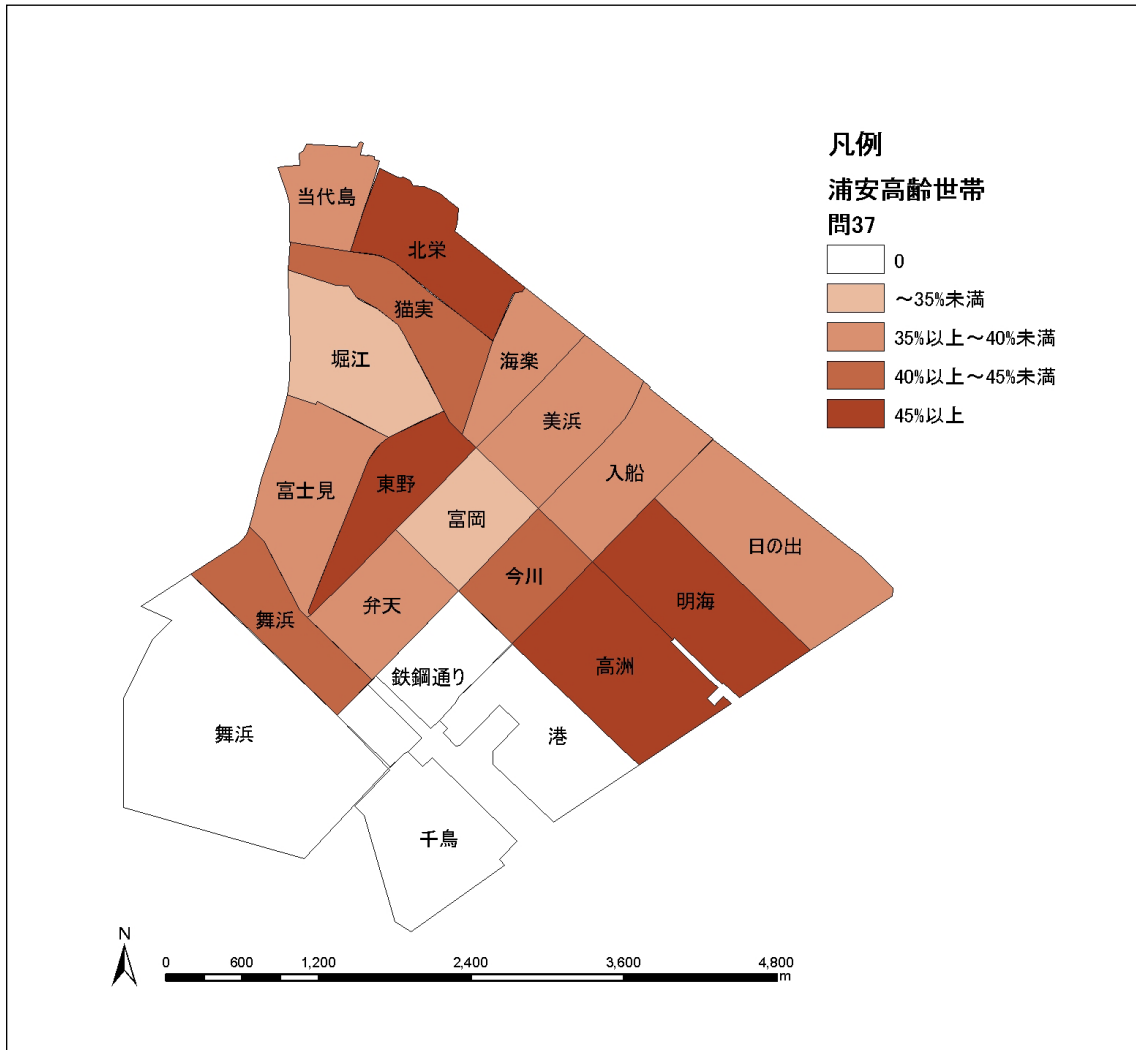 凡例
浦安高齢世帯
問37
0
～35%未満
35%以上～40%未満
40%以上～45%未満
45%以上
当代島
北栄
猫実
堀江
海楽
美浜
入船
富士見
東野
富岡
日の出
今川
明海
弁天
舞浜
高洲
鉄鋼通り
舞浜
港
千鳥
N
0 600 1,200 2,400 3,600 4,800
m